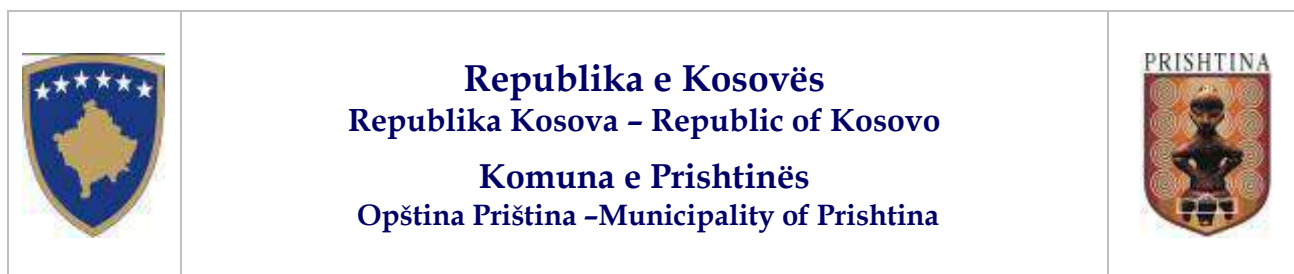 Republika e Kosovës
Republika Kosova – Republic of Kosovo
Komuna e Prishtinës
Opština Priština –Municipality of Prishtina
PRISHTINA